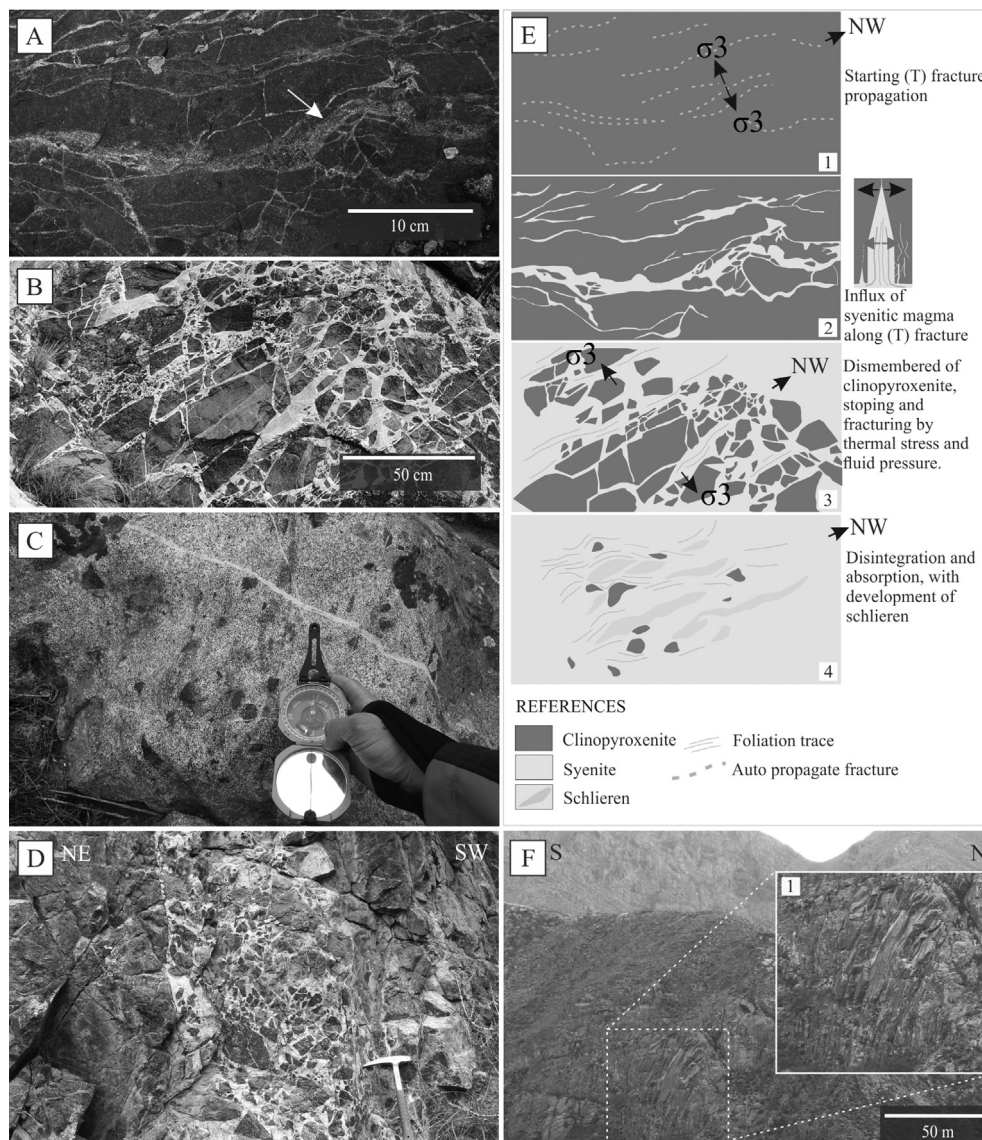 A
10 cm
B
50 cm
C
D
NE
SW
E
NW
σ3
σ3
1
Starting (T) fracture
propagation
2
Influx of
syenitic magma
along (T) fracture
σ3
NW
σ3
3
Dismembered of
clinopyroxenite,
stoping and
fracturing by
thermal stress and
fluid pressure.
NW
4
Disintegration and
absorption, with
development of
schlieren
REFERENCES
Clinopyroxenite
Foliation trace
Syenite
Auto propagate fracture
Schlieren
F
S
N
1
50 m